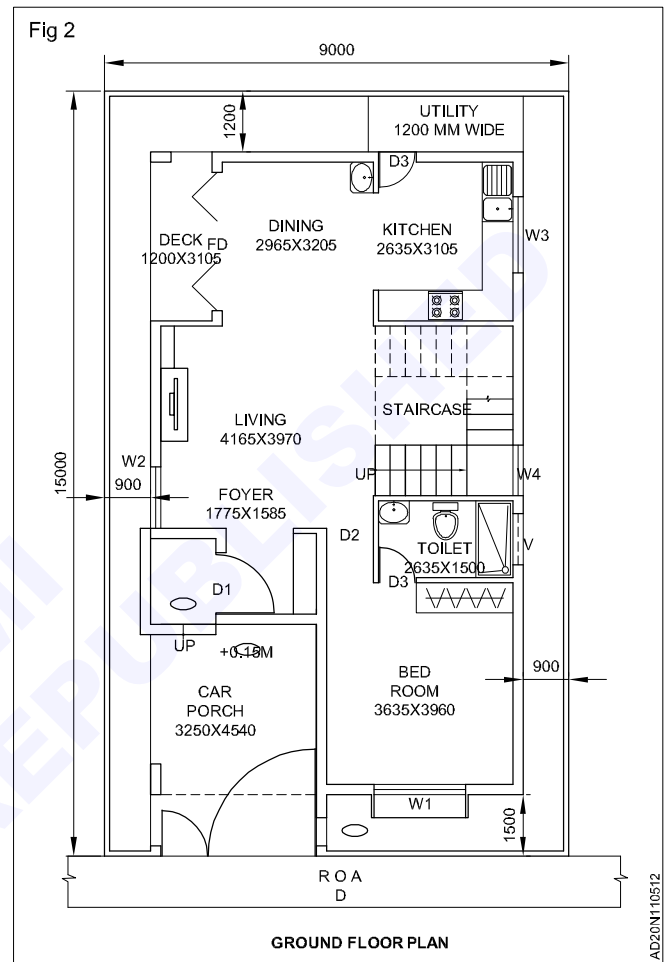 Fig 2
9000
UTILITY
1200 MM WIDE
1200
D3
DINING
2965X3205
KITCHEN
2635X3105
DECK
1200X3105
FD
W3
STAIRCASE
LIVING
4165X3970
15000
W2
900
UP
W4
FOYER
1775X1585
D2
TOILET
2635X1500
V
D3
D1
UP
+0.15M
BED
ROOM
3635X3960
900
CAR
PORCH
3250X4540
W1
1500
R O A
D
GROUND FLOOR PLAN
AD20N110512
REPUBLISHED